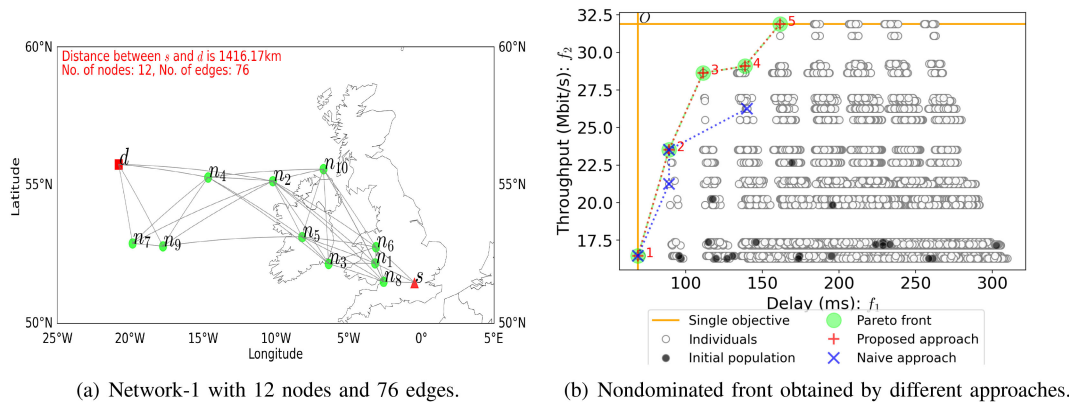 60°N
55°N
50°N
Latitude
25°W 20°W 15°W 10°W 5°W 0° 5°E
Longitude
Distance between s and d is 1416.17km
No. of nodes: 12, No. of edges: 76
d
n4
n2
n10
n7
n9
n5
n6
n3
n1
n8
s
(a) Network-1 with 12 nodes and 76 edges.
32.5
30.0
27.5
25.0
22.5
20.0
17.5
Throughput (Mbit/s): f2
O
5
4
3
2
1
100 150 200 250 300
Delay (ms): f1
Single objective
Individuals
Initial population
Pareto front
Proposed approach
Naive approach
(b) Nondominated front obtained by different approaches.